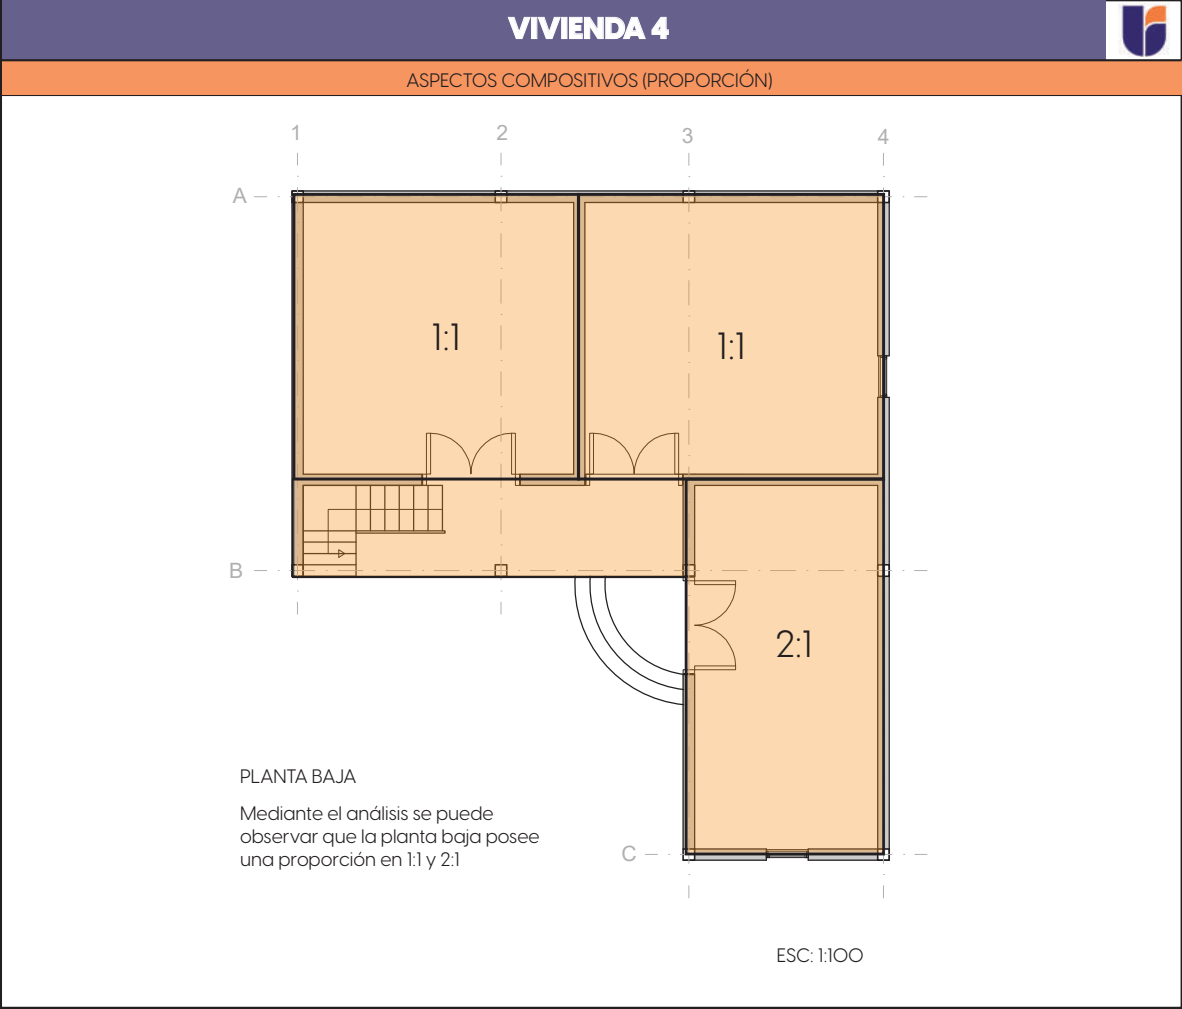 VIVIENDA 4
ASPECTOS COMPOSITIVOS (PROPORCIÓN)
1 2 3 4
A
1:1 1:1
B
2:1
PLANTA BAJA
Mediante el análisis se puede
observar que la planta baja posee
una proporción en 1:1 y 2:1
C
ESC: 1:100